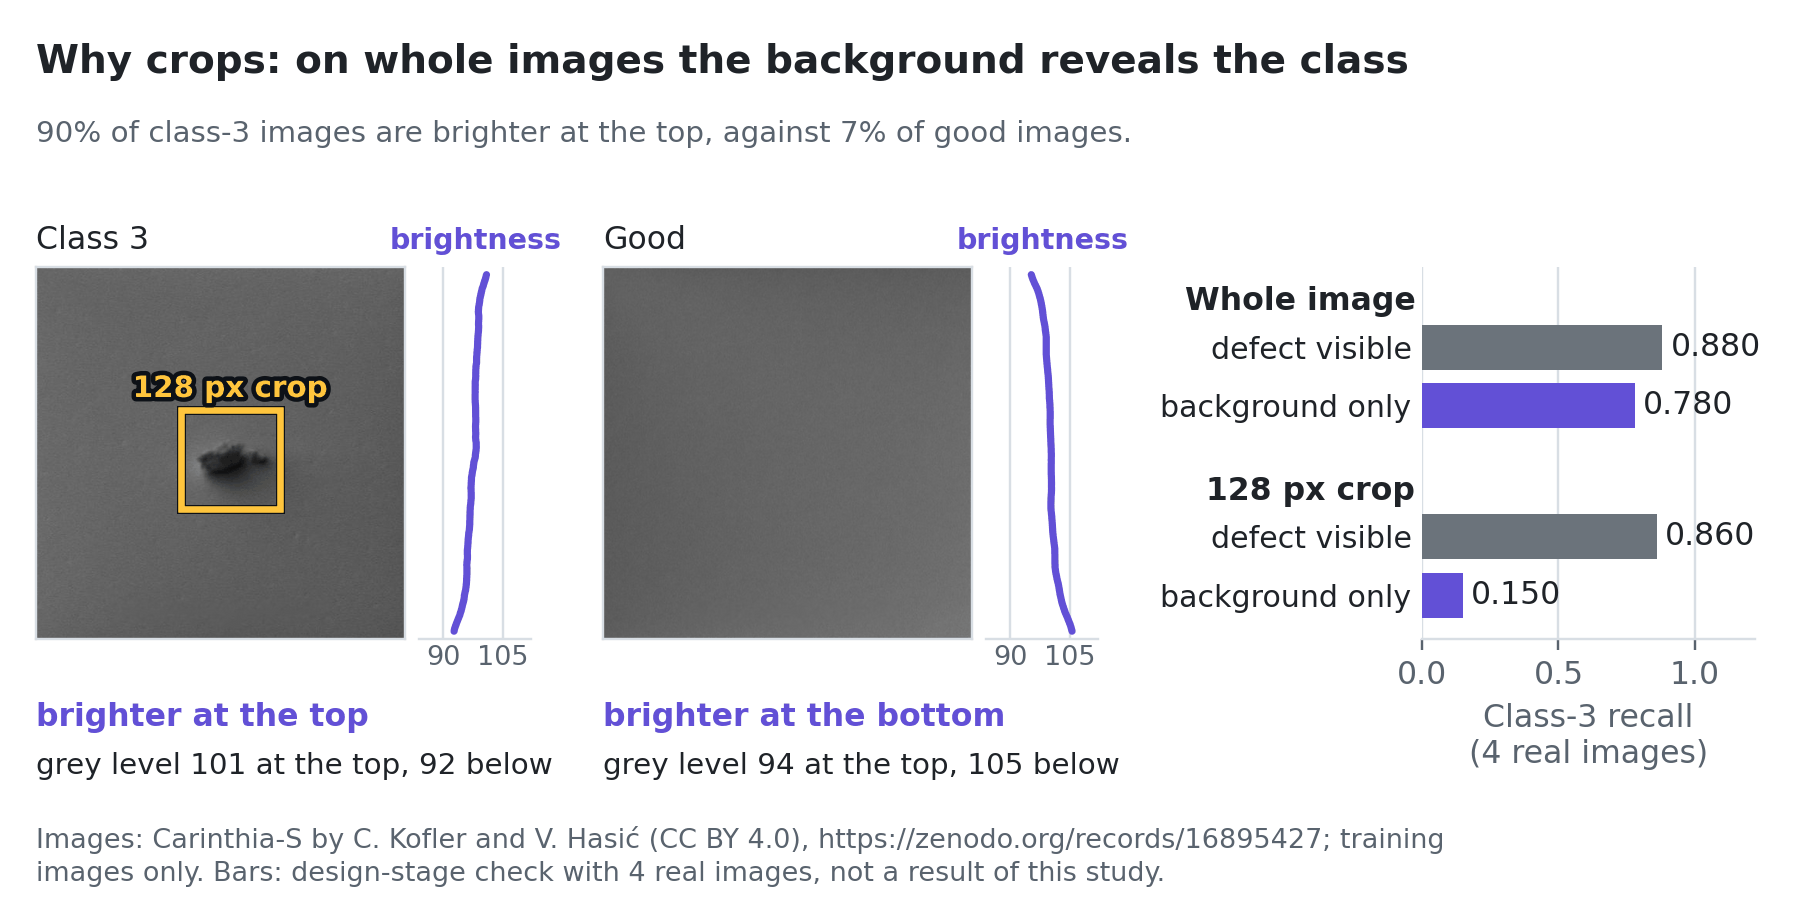 Why crops: on whole images the background reveals the class
90% of class-3 images are brighter at the top, against 7% of good images.
Class 3
brightness
128 px crop
90 105
brighter at the top
grey level 101 at the top, 92 below
Good
brightness
90 105
brighter at the bottom
grey level 94 at the top, 105 below
Whole image
defect visible 0.880
background only 0.780
128 px crop
defect visible 0.860
background only 0.150
0.0 0.5 1.0
Class-3 recall
(4 real images)
Images: Carinthia-S by C. Kofler and V. Hasić (CC BY 4.0), https://zenodo.org/records/16895427; training
images only. Bars: design-stage check with 4 real images, not a result of this study.